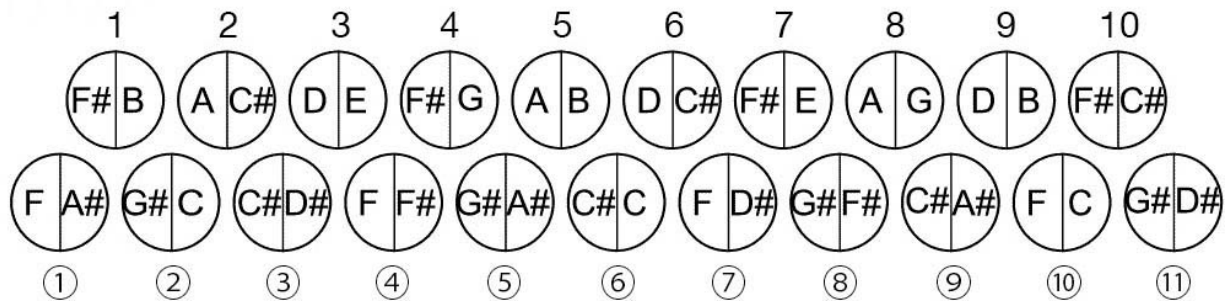 1 2 3 4 5 6 7 8 9 10
F# B A C# D E F# G A B D C# F# E A G D B F# C#
F A# G# C C# D# F F# G# A# C# C F D# G# F# C# A# F C G# D#
① ② ③ ④ ⑤ ⑥ ⑦ ⑧ ⑨ ⑩ ⑪